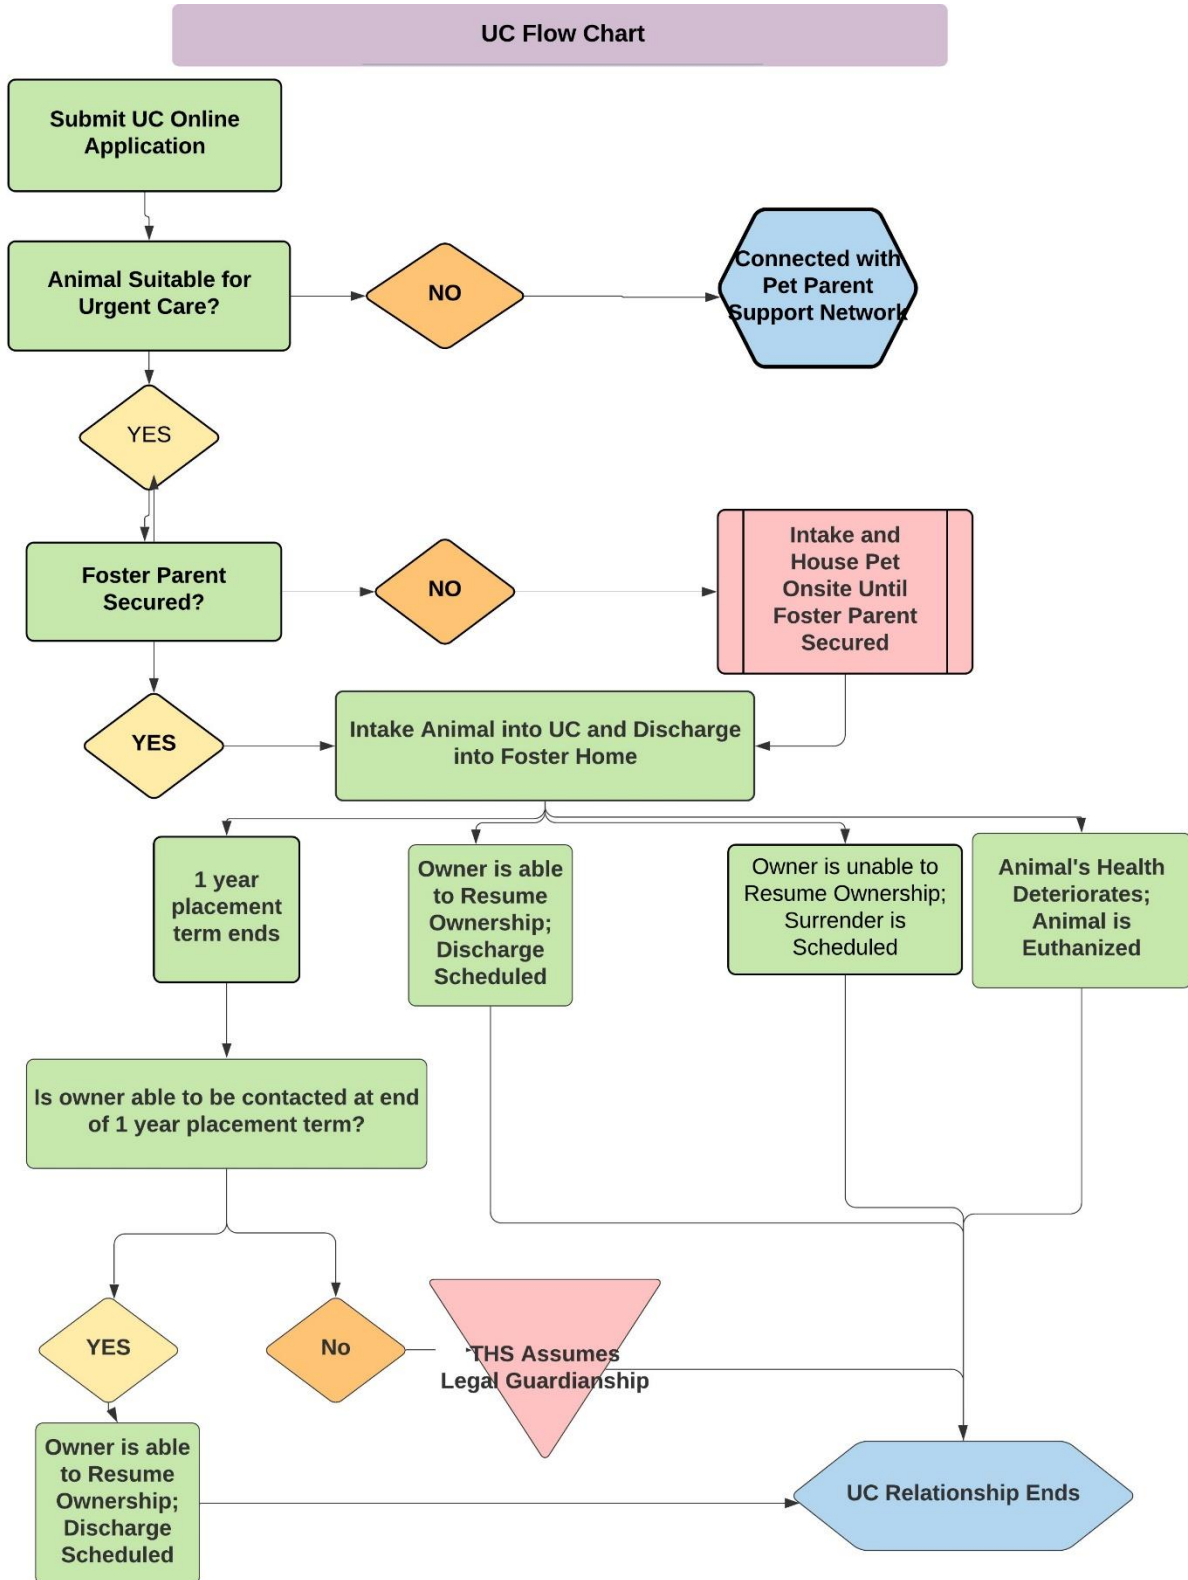 UC Flow Chart
Submit UC Online
Application
Animal Suitable for
Urgent Care?
NO
Connected with
Pet Parent
Support Network
YES
Foster Parent
Secured?
NO
Intake and
House Pet
Onsite Until
Foster Parent
Secured
YES
Intake Animal into UC and Discharge
into Foster Home
1 year
placement
term ends
Owner is able
to Resume
Ownership;
Discharge
Scheduled
Owner is unable to
Resume Ownership;
Surrender is
Scheduled
Animal's Health
Deteriorates;
Animal is
Euthanized
Is owner able to be contacted at end
of 1 year placement term?
YES
No
THS Assumes
Legal Guardianship
Owner is able
to Resume
Ownership;
Discharge
Scheduled
UC Relationship Ends